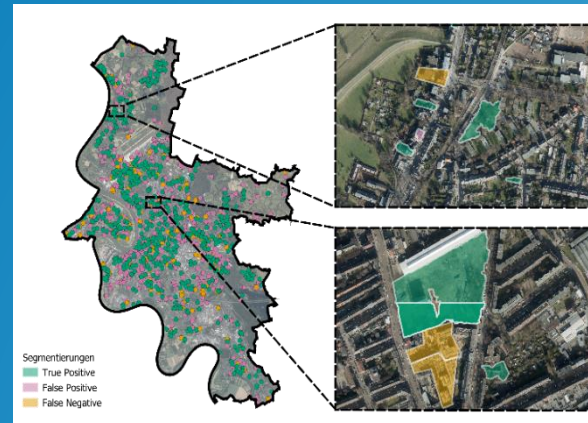 Segmentierungen
True Positive
False Positive
False Negative